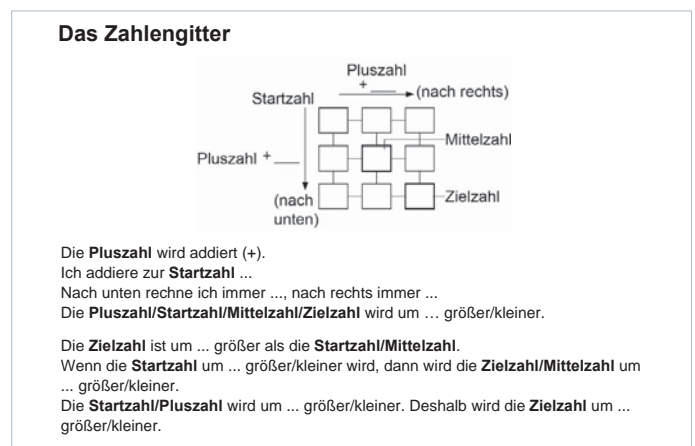 Das Zahlengitter
Pluszahl
+ ___
(nach rechts)
Startzahl
Mittelzahl
Pluszahl + ___
Zielzahl
(nach
unten)
Die Pluszahl wird addiert (+).
Ich addiere zur Startzahl ...
Nach unten rechne ich immer ..., nach rechts immer ...
Die Pluszahl/Startzahl/Mittelzahl/Zielzahl wird um … größer/kleiner.
Die Zielzahl ist um ... größer als die Startzahl/Mittelzahl.
Wenn die Startzahl um ... größer/kleiner wird, dann wird die Zielzahl/Mittelzahl um
... größer/kleiner.
Die Startzahl/Pluszahl wird um ... größer/kleiner. Deshalb wird die Zielzahl um ...
größer/kleiner.